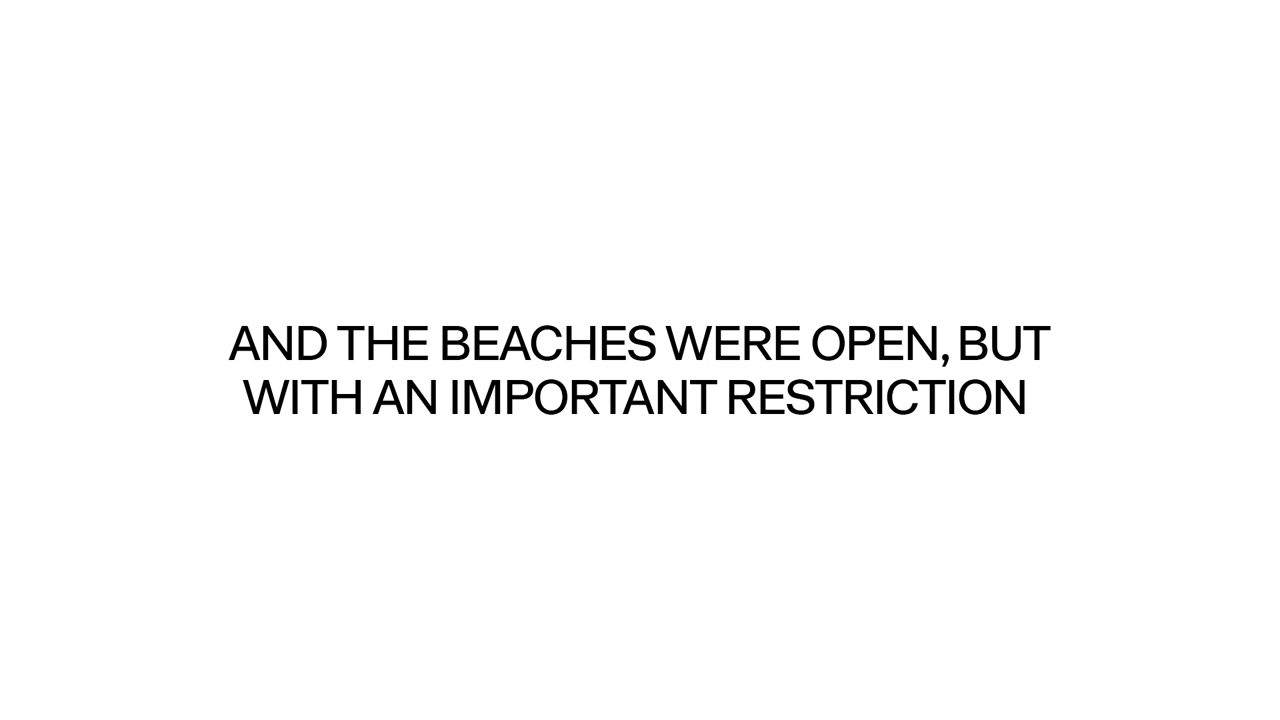 AND THE BEACHES WERE OPEN, BUT
WITH AN IMPORTANT RESTRICTION